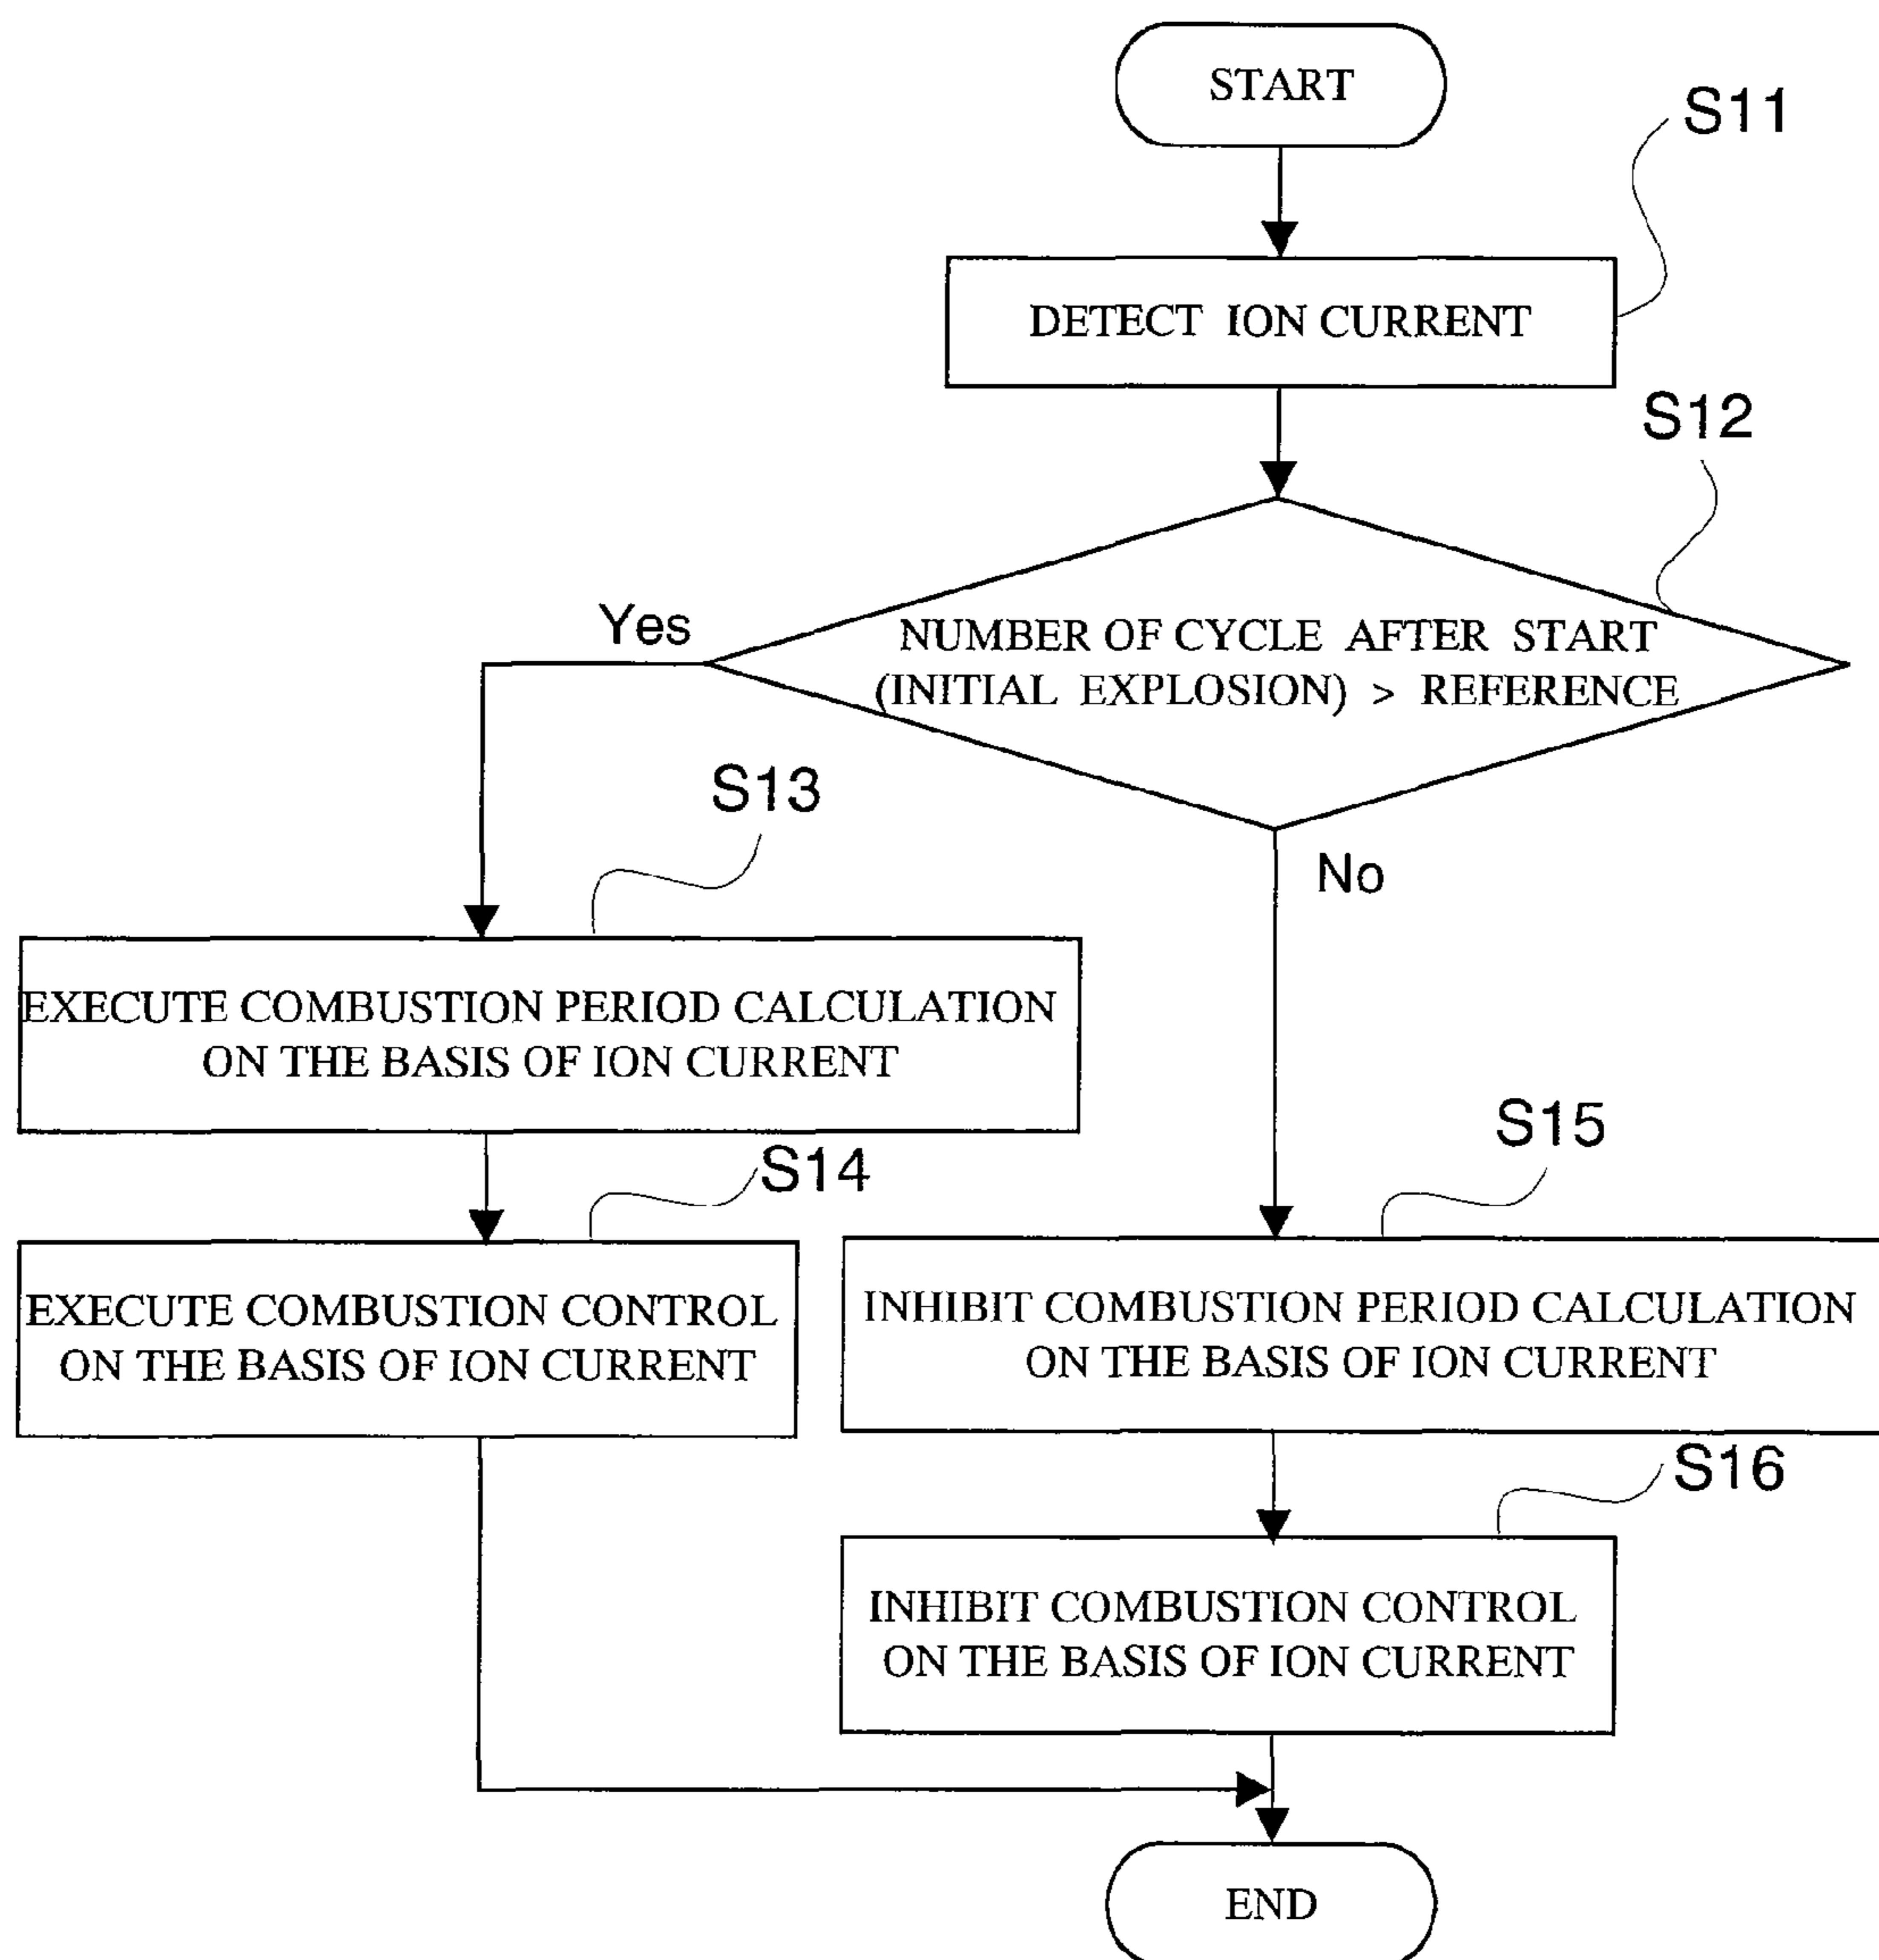 START
S11
DETECT ION CURRENT
S12
Yes
NUMBER OF CYCLE AFTER START
(INITIAL EXPLOSION) > REFERENCE
S13
No
EXECUTE COMBUSTION PERIOD CALCULATION
ON THE BASIS OF ION CURRENT
S14
S15
EXECUTE COMBUSTION CONTROL
ON THE BASIS OF ION CURRENT
INHIBIT COMBUSTION PERIOD CALCULATION
ON THE BASIS OF ION CURRENT
S16
INHIBIT COMBUSTION CONTROL
ON THE BASIS OF ION CURRENT
END